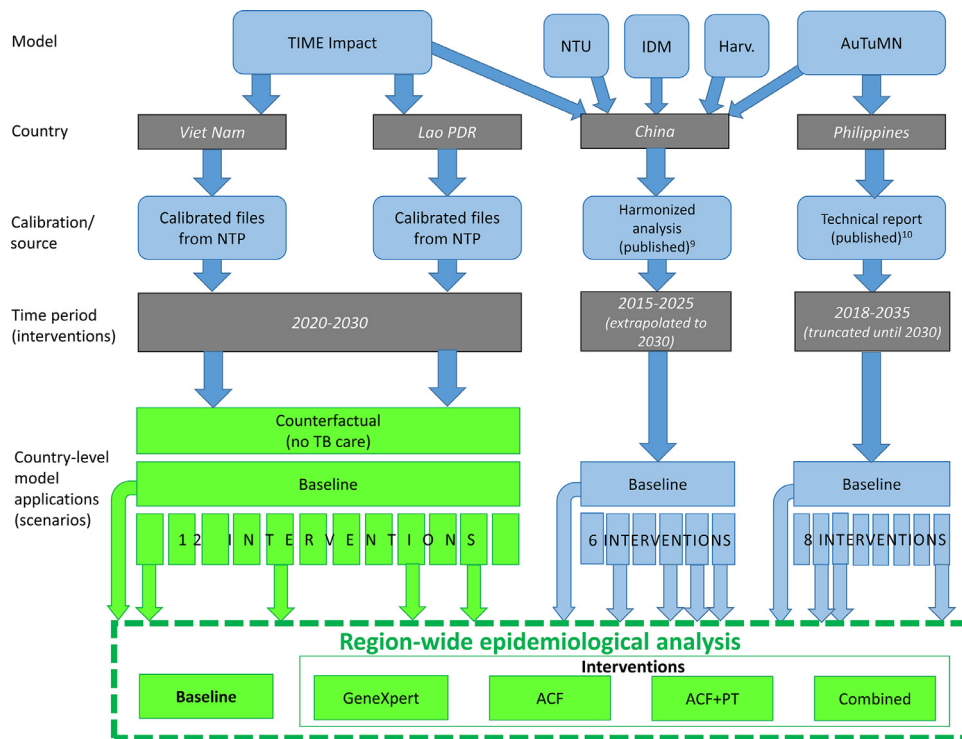 Model
TIME Impact
NTU
IDM
Harv.
AuTuMN
Country
Viet Nam
Lao PDR
China
Philippines
Calibration/
source
Calibrated files
from NTP
Calibrated files
from NTP
Harmonized
analysis
(published)⁹
Technical report
(published)¹⁰
Time period
(interventions)
2020-2030
2015-2025
(extrapolated to
2030)
2018-2035
(truncated until 2030)
Country-level
model
applications
(scenarios)
Counterfactual
(no TB care)
Baseline
Baseline
Baseline
12 INTERVENTIONS
6 INTERVENTIONS
8 INTERVENTIONS
Region-wide epidemiological analysis
Interventions
Baseline
GeneXpert
ACF
ACF+PT
Combined